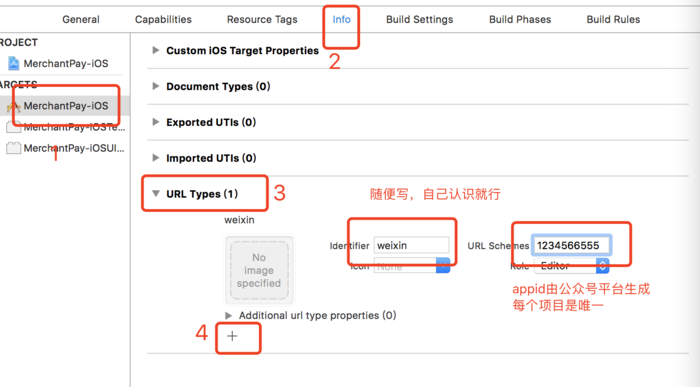 General Capabilities Resource Tags Info Build Settings Build Phases Build Rules
2
ROJECT
MerchantPay-iOS
ARGETS
MerchantPay-iOS
MerchantPay-iOSTe...
MerchantPay-iOSUI...
1
Custom iOS Target Properties
Document Types (0)
Exported UTIs (0)
Imported UTIs (0)
URL Types (1)
3
随便写，自己认识就行
weixin
No
image
specified
Identifier weixin URL Schemes 1234566555
Icon None Role Editor
appid由公众号平台生成
每个项目是唯一
Additional url type properties (0)
4
+